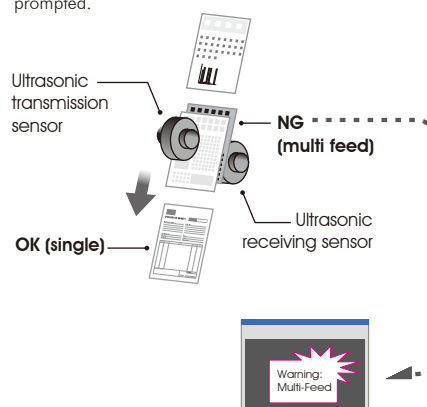 prompted.
Ultrasonic
transmission
sensor
NG
(multi feed)
Ultrasonic
receiving sensor
OK (single)
Warning:
Multi-Feed